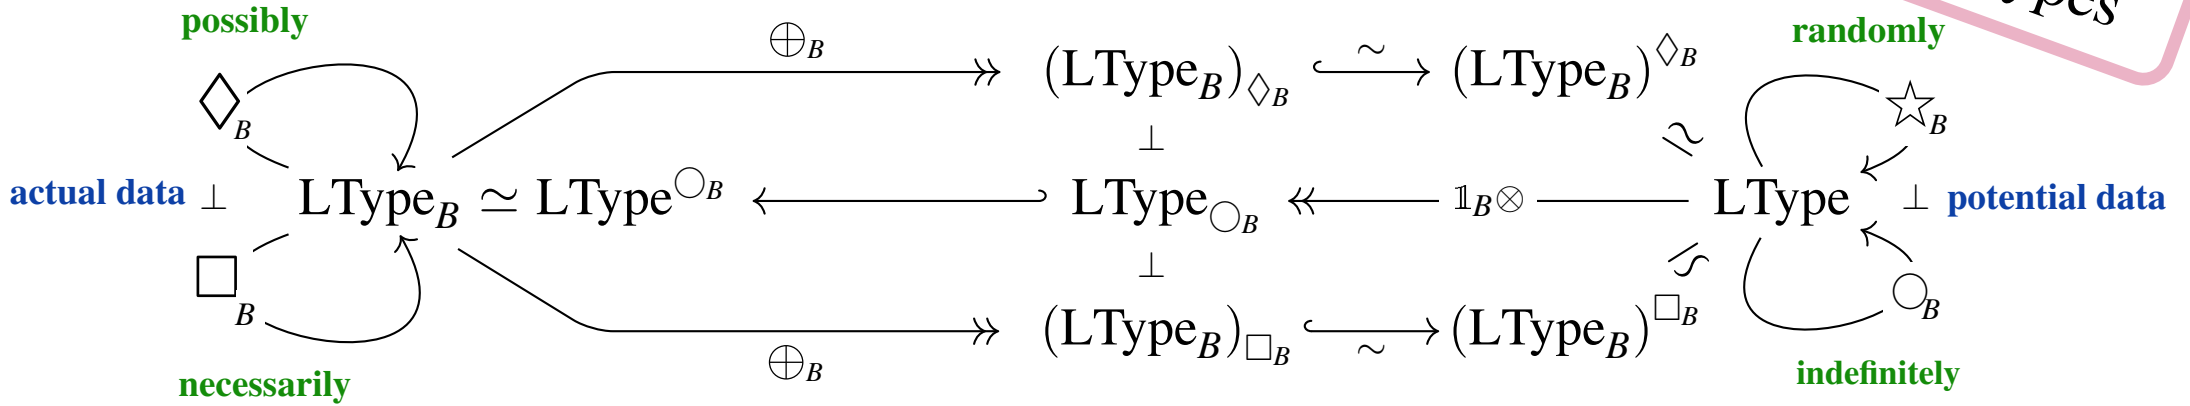 possibly
⊕_B
(LType_B)_◇_B ∼ (LType_B)^◇_B
randomly
◇_B
☆_B
⊥
≃
actual data ⊥ LType_B ≃ LType^○_B LType_○_B 𝟙_B⊗ LType ⊥ potential data
⊥
≃
□_B
○_B
(LType_B)_□_B ∼ (LType_B)^□_B
⊕_B
necessarily
indefinitely